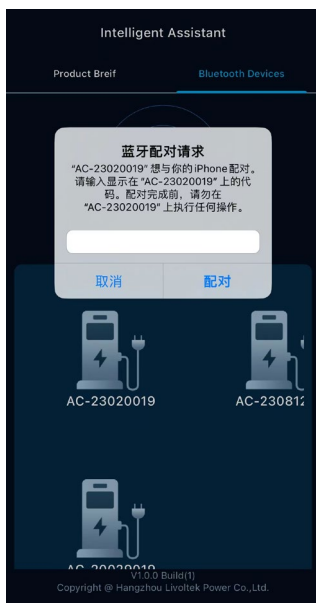 Intelligent Assistant
Product Breif
Bluetooth Devices
蓝牙配对请求
“AC-23020019”想与你的iPhone配对。
请输入显示在“AC-23020019”上的代
码。配对完成前，请勿在
“AC-23020019”上执行任何操作。
取消
配对
AC-23020019
AC-230812
AC-20020019
V1.0.0 Build(1)
Copyright @ Hangzhou Livoltek Power Co.,Ltd.